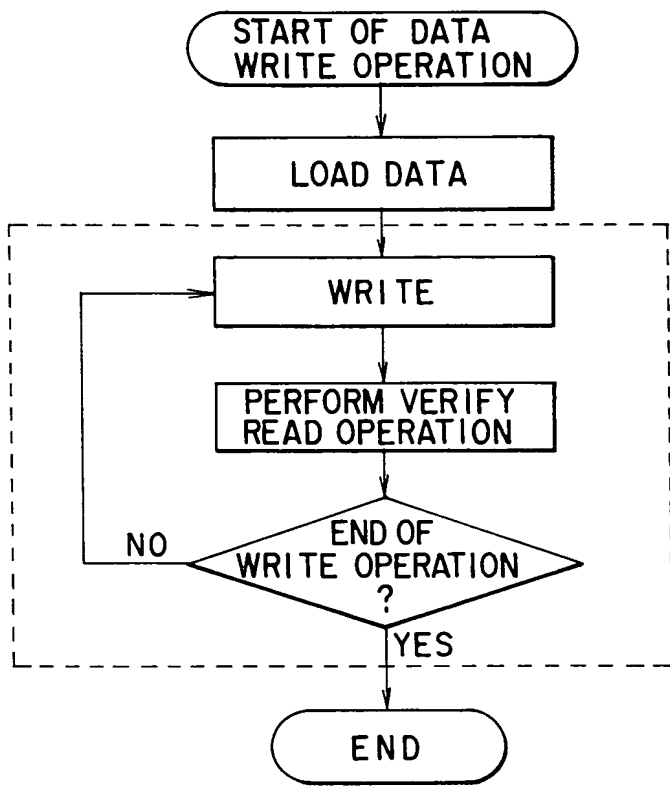 START OF DATA
WRITE OPERATION
LOAD DATA
WRITE
PERFORM VERIFY
READ OPERATION
END OF
WRITE OPERATION
?
NO
YES
END